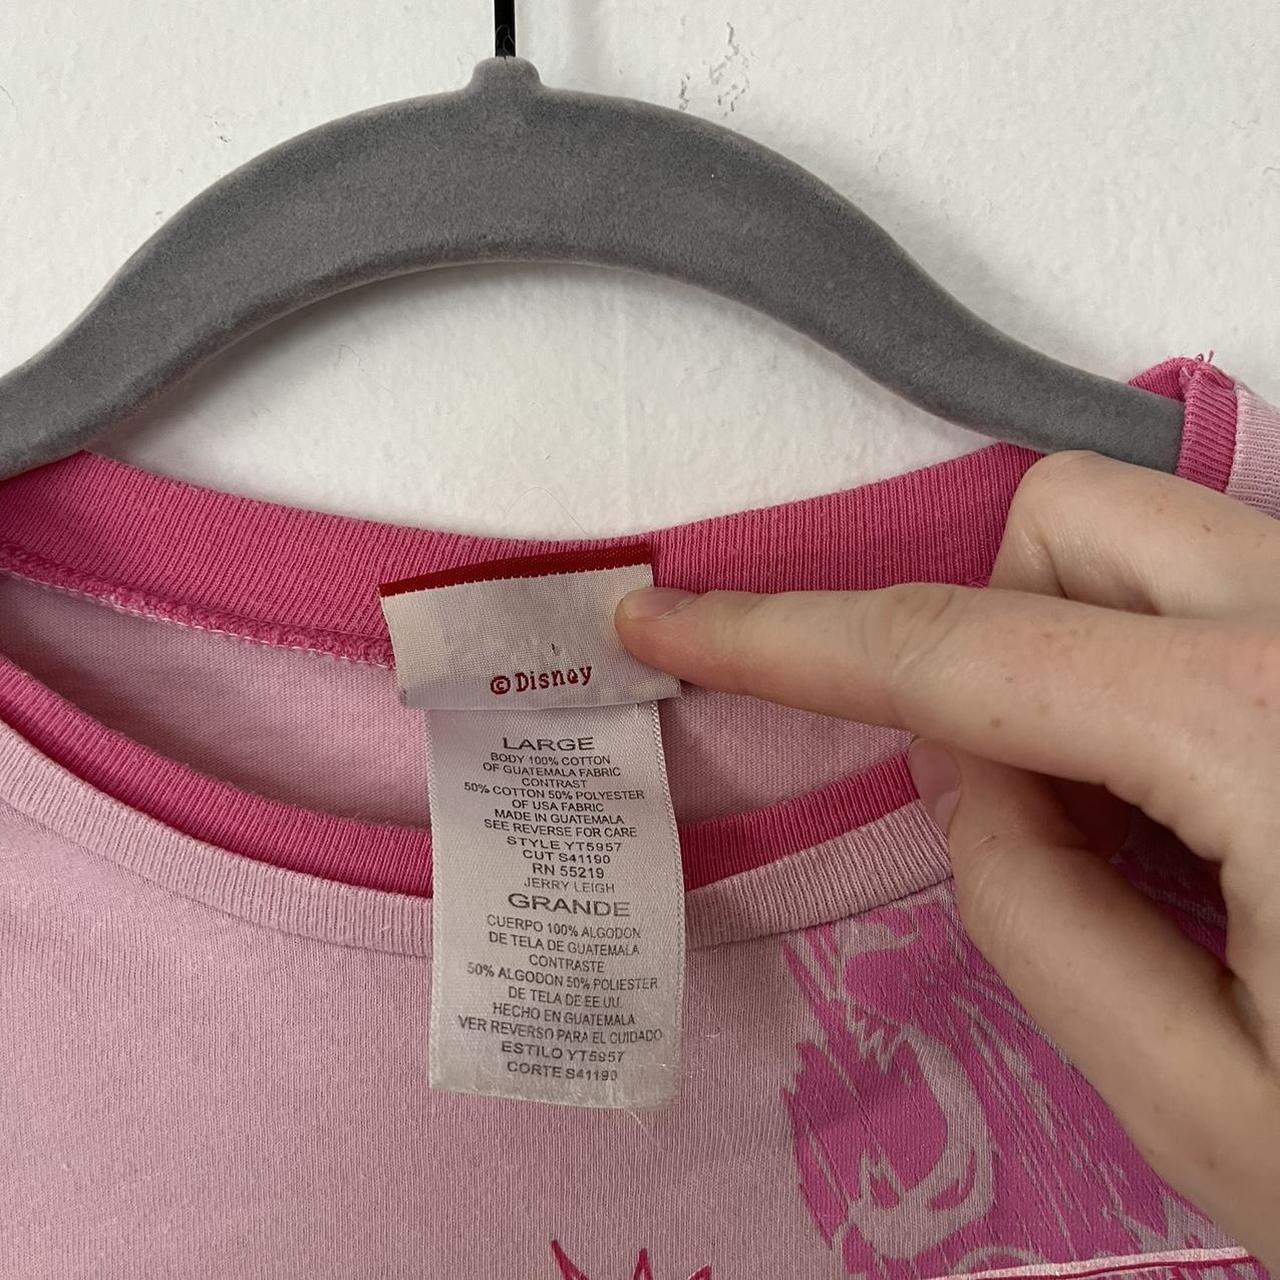 © Disney
LARGE
BODY 100% COTTON
OF GUATEMALA FABRIC
CONTRAST
50% COTTON 50% POLYESTER
OF USA FABRIC
MADE IN GUATEMALA
SEE REVERSE FOR CARE
STYLE YT5957
CUT S41190
RN 55219
JERRY LEIGH
GRANDE
CUERPO 100% ALGODON
DE TELA DE GUATEMALA
CONTRASTE
50% ALGODON 50% POLIESTER
DE TELA DE EE.UU.
HECHO EN GUATEMALA
VER REVERSO PARA EL CUIDADO
ESTILO YT5957
CORTE S41190